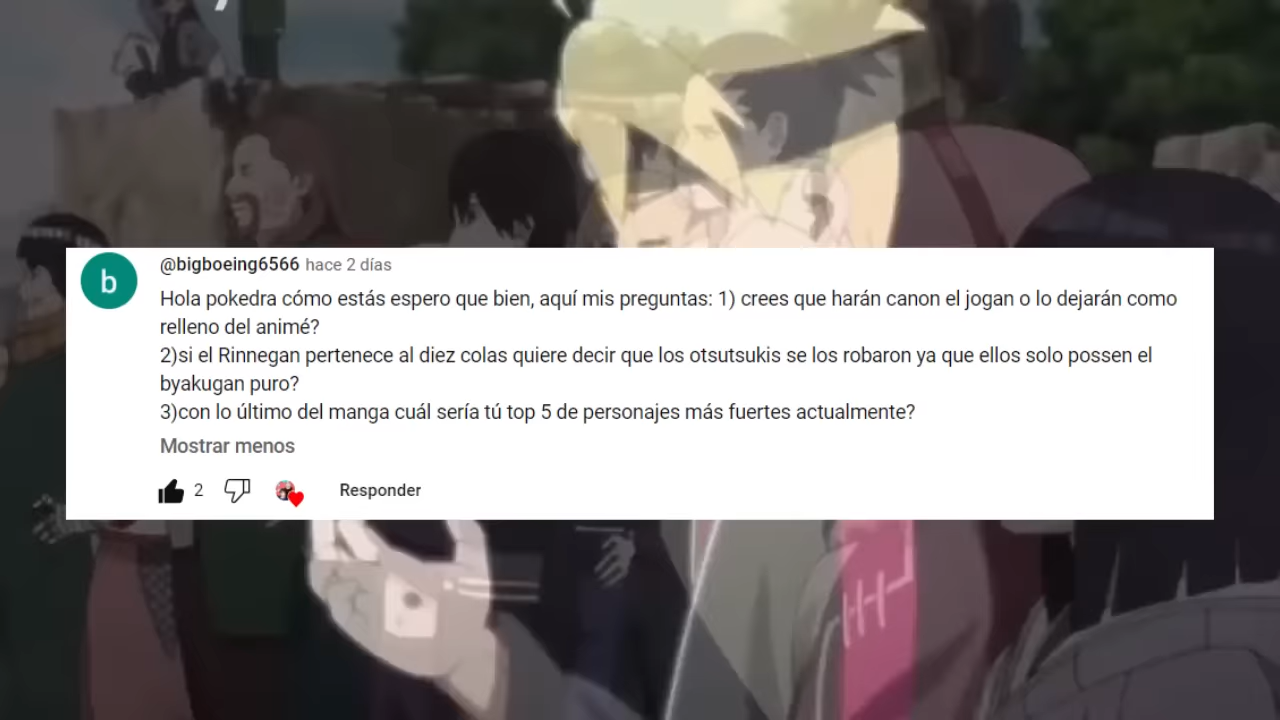 b
@bigboeing6566 hace 2 días
Hola pokedra cómo estás espero que bien, aquí mis preguntas: 1) crees que harán canon el jogan o lo dejarán como
relleno del animé?
2)si el Rinnegan pertenece al diez colas quiere decir que los otsutsukis se los robaron ya que ellos solo possen el
byakugan puro?
3)con lo último del manga cuál sería tú top 5 de personajes más fuertes actualmente?
Mostrar menos
2
Responder